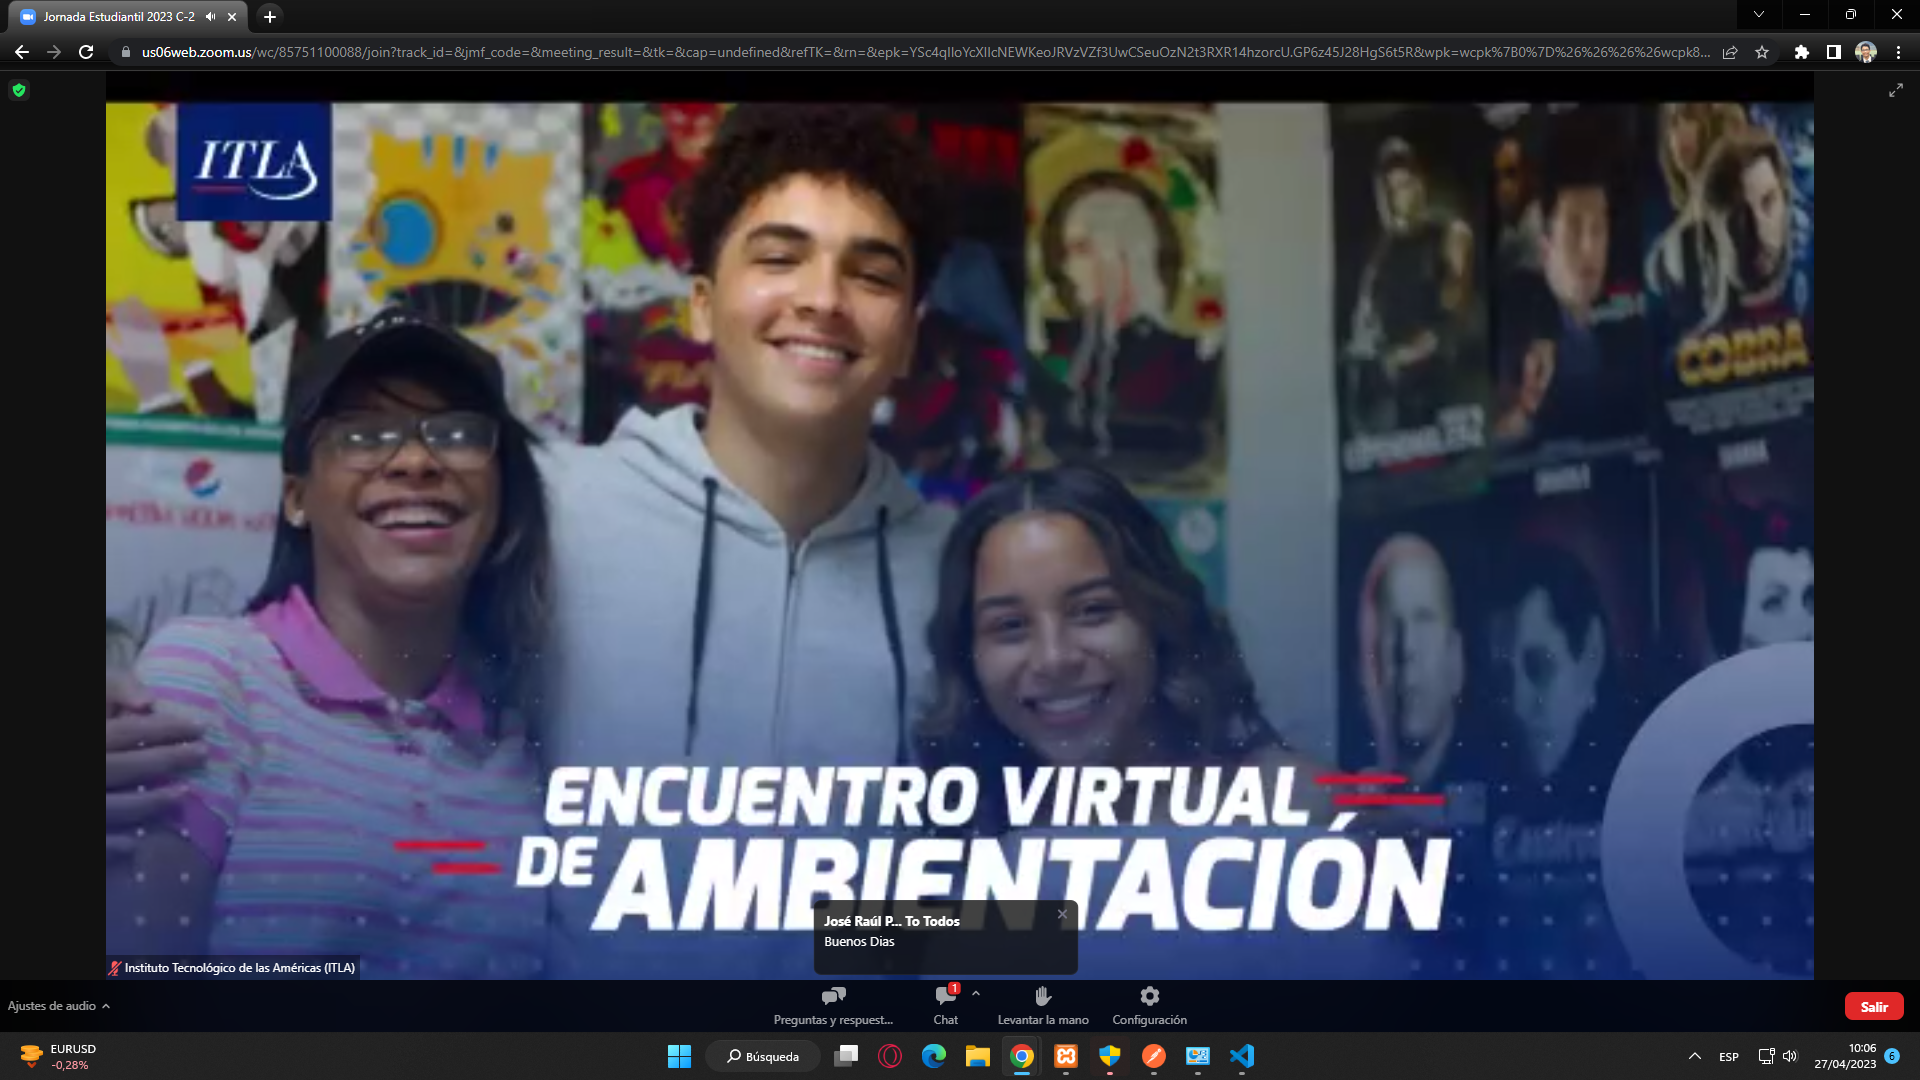 Jornada Estudiantil 2023 C-2
us06web.zoom.us/wc/85751100088/join?track_id=&jmf_code=&meeting_result=&tk=&cap=undefined&refTK=&rn=&epk=YSc4qIloYcXIlcNEWKeoJRVzVZf3UwCSeuOzN2t3RXR14hzorcU.GP6z45J28HgS6t5R&wpk=wcpk%7B0%7D%26%26%26%26wcpk8...
ITLA
COBRA
ENCUENTRO VIRTUAL
DE AMBIENTACIÓN
José Raúl P... To Todos
Buenos Dias
Instituto Tecnológico de las Américas (ITLA)
Ajustes de audio
Preguntas y respuest...
1
Chat
Levantar la mano
Configuración
Salir
EURUSD
-0,28%
Búsqueda
ESP
10:06
27/04/2023
6